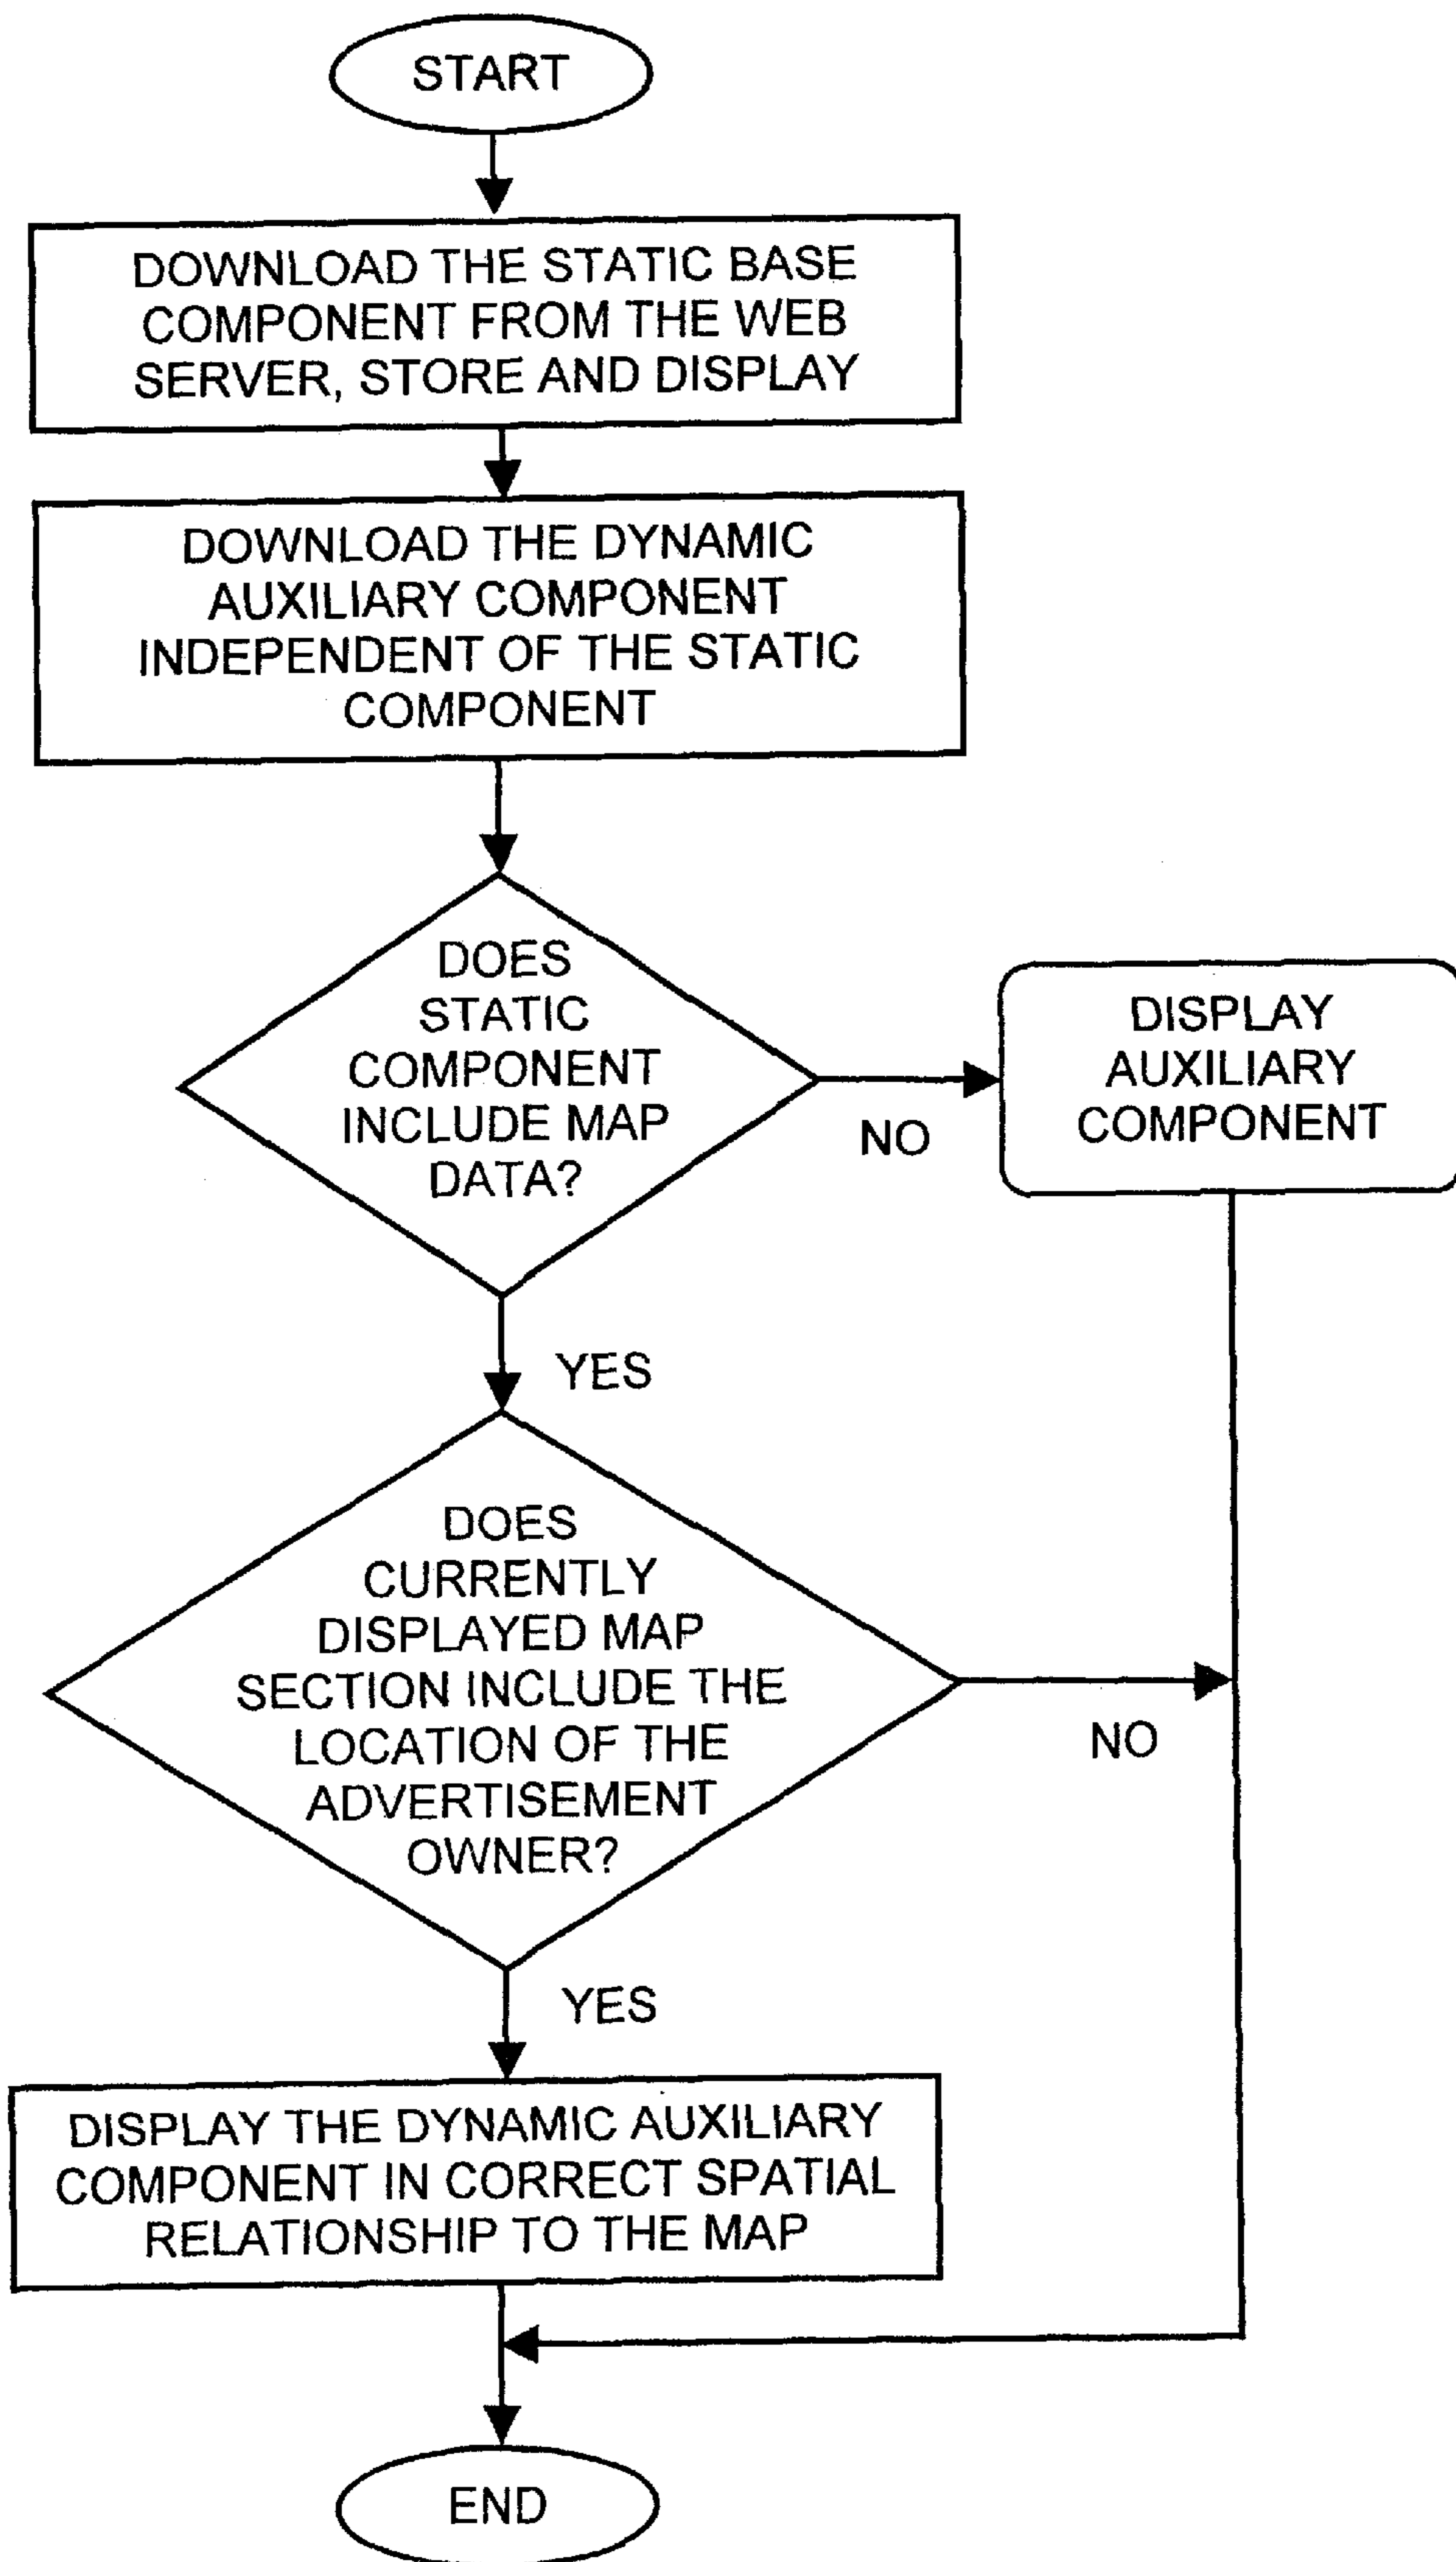 START
DOWNLOAD THE STATIC BASE
COMPONENT FROM THE WEB
SERVER, STORE AND DISPLAY
DOWNLOAD THE DYNAMIC
AUXILIARY COMPONENT
INDEPENDENT OF THE STATIC
COMPONENT
DOES
STATIC
COMPONENT
INCLUDE MAP
DATA?
NO
DISPLAY
AUXILIARY
COMPONENT
YES
DOES
CURRENTLY
DISPLAYED MAP
SECTION INCLUDE THE
LOCATION OF THE
ADVERTISEMENT
OWNER?
NO
YES
DISPLAY THE DYNAMIC AUXILIARY
COMPONENT IN CORRECT SPATIAL
RELATIONSHIP TO THE MAP
END